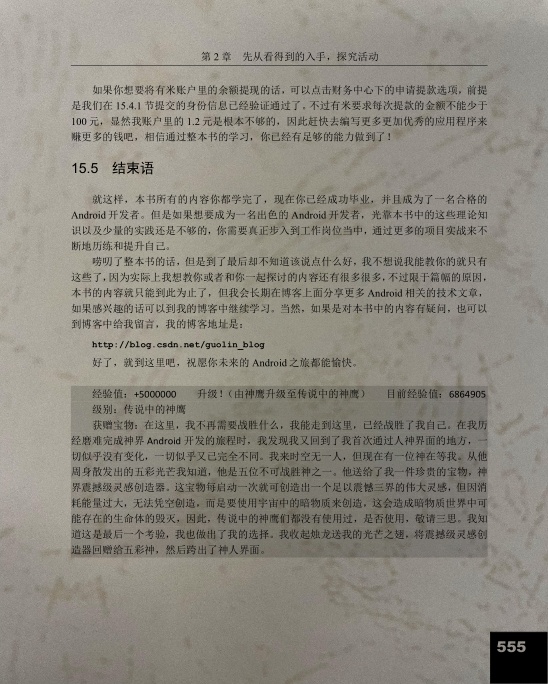 第 2 章　先从看得到的入手，探究活动
如果你想要将有米账户里的余额提现的话，可以点击财务中心下的申请提款选项，前提
是我们在 15.4.1 节提交的身份信息已经验证通过了。不过有米要求每次提款的金额不能少于
100 元，显然我账户里的 1.2 元是根本不够的，因此赶快去编写更多更加优秀的应用程序来
赚更多的钱吧，相信通过整本书的学习，你已经有足够的能力做到了！
15.5　结束语
就这样，本书所有的内容你都学完了，现在你已经成功毕业，并且成为了一名合格的
Android 开发者。但是如果想要成为一名出色的 Android 开发者，光靠本书中的这些理论知
识以及少量的实践还是不够的，你需要真正步入到工作岗位当中，通过更多的项目实战来不
断地历练和提升自己。
唠叨了整本书的话，但是到了最后却不知道该说点什么好，我不想说我能教你的就只有
这些了，因为实际上我想教你或者和你一起探讨的内容还有很多很多，不过限于篇幅的原因，
本书的内容就只能到此为止了，但我会长期在博客上面分享更多 Android 相关的技术文章，
如果感兴趣的话可以到我的博客中继续学习。当然，如果是对本书中的内容有疑问，也可以
到博客中给我留言，我的博客地址是：
http://blog.csdn.net/guolin_blog
好了，就到这里吧，祝愿你未来的 Android 之旅都能愉快。
经验值：+5000000　升级！（由神鹰升级至传说中的神鹰）　目前经验值：6864905
级别：传说中的神鹰
获赠宝物：在这里，我不再需要战胜什么，我能走到这里，已经战胜了我自己。在我历
经磨难完成神界 Android 开发的旅程时，我发现我又回到了我首次通过人神界面的地方，一
切似乎没有变化，一切似乎又已完全不同。我来时空无一人，但现在有一位神在等我。从他
周身散发出的五彩光芒我知道，他是五位不可战胜神之一。他送给了我一件珍贵的宝物，神
界震撼级灵感创造器。这宝物每启动一次就可创造出一个足以震憾三界的伟大灵感，但因消
耗能量过大，无法凭空创造，而是要使用宇宙中的暗物质来创造，这会造成暗物质世界中可
能存在的生命体的毁灭，因此，传说中的神鹰们都没有使用过，是否使用，敬请三思。我知
道这是最后一个考验，我也做出了我的选择。我收起烛龙送我的光芒之翅，将震撼级灵感创
造器回赠给五彩神，然后跨出了神人界面。
555